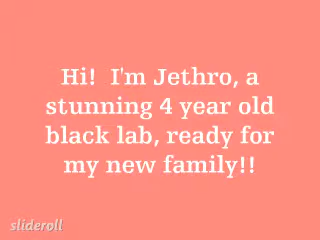 Hi!  I'm Jethro, a
stunning 4 year old
black lab, ready for
my new family!!
slideroll